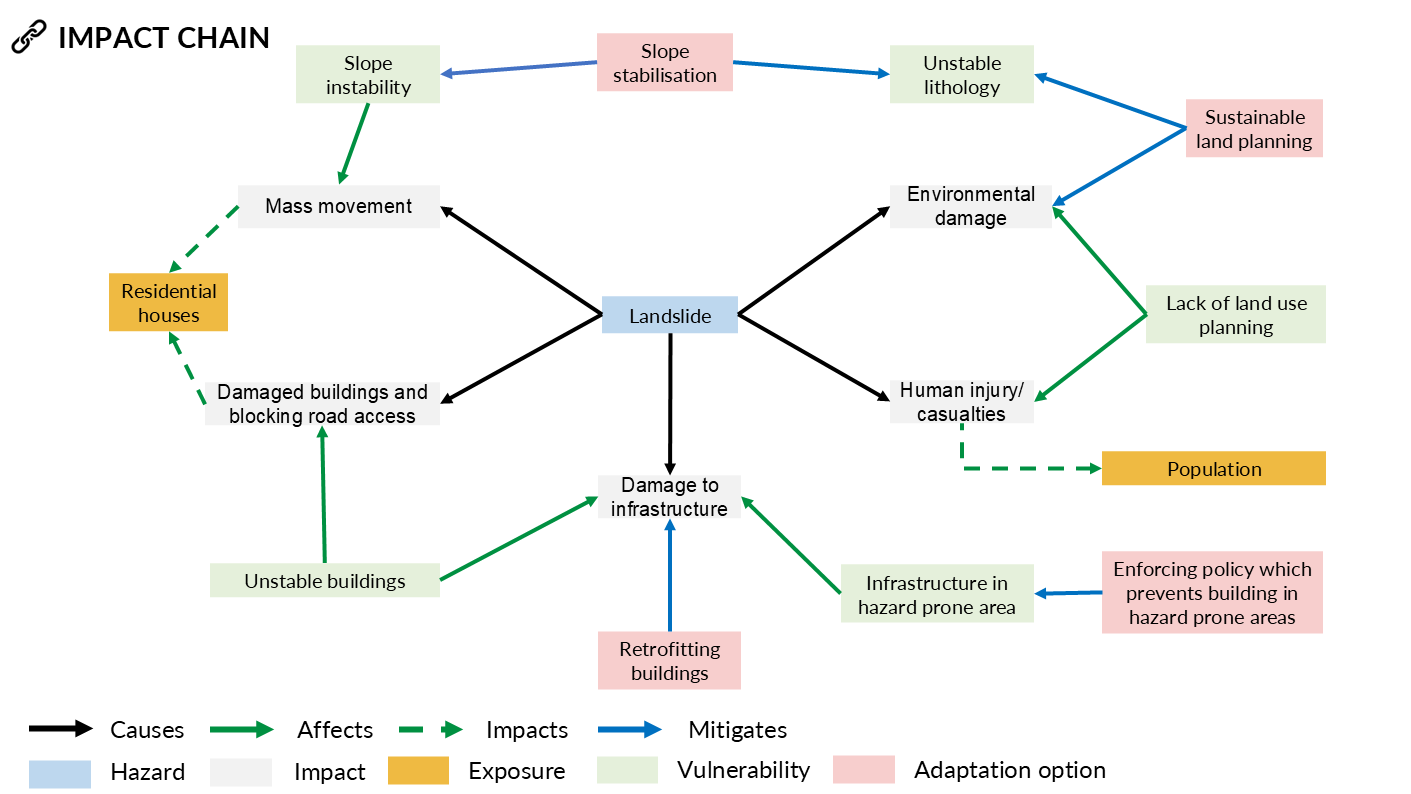 IMPACT CHAIN
Slope
instability
Slope
stabilisation
Unstable
lithology
Sustainable
land planning
Mass movement
Environmental
damage
Residential
houses
Landslide
Lack of land use
planning
Damaged buildings and
blocking road access
Human injury/
casualties
Population
Damage to
infrastructure
Unstable buildings
Infrastructure in
hazard prone area
Enforcing policy which
prevents building in
hazard prone areas
Retrofitting
buildings
Causes
Affects
Impacts
Mitigates
Hazard
Impact
Exposure
Vulnerability
Adaptation option